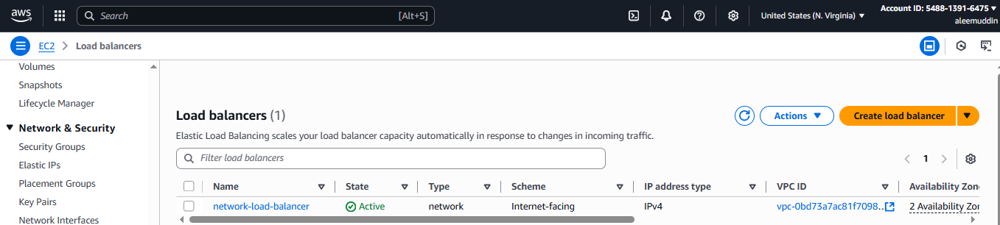 aws
Search [Alt+S] United States (N. Virginia) Account ID: 5488-1391-6475
aleemuddin
EC2 Load balancers
Volumes
Snapshots
Lifecycle Manager
Network & Security
Security Groups
Elastic IPs
Placement Groups
Key Pairs
Network Interfaces
Load balancers (1) Actions Create load balancer
Elastic Load Balancing scales your load balancer capacity automatically in response to changes in incoming traffic.
Filter load balancers 1
Name State Type Scheme IP address type VPC ID Availability Zon
network-load-balancer Active network Internet-facing IPv4 vpc-0bd73a7ac81f7098... 2 Availability Zor